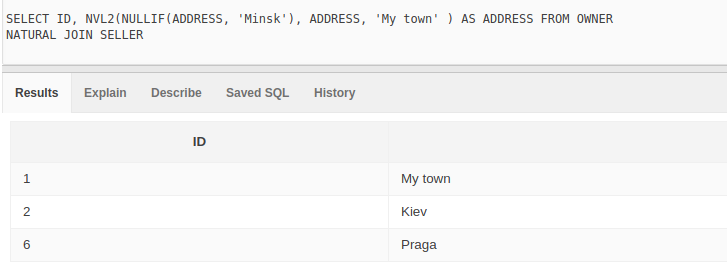 SELECT ID, NVL2(NULLIF(ADDRESS, 'Minsk'), ADDRESS, 'My town' ) AS ADDRESS FROM OWNER
NATURAL JOIN SELLER
Results Explain Describe Saved SQL History
ID
1 My town
2 Kiev
6 Praga